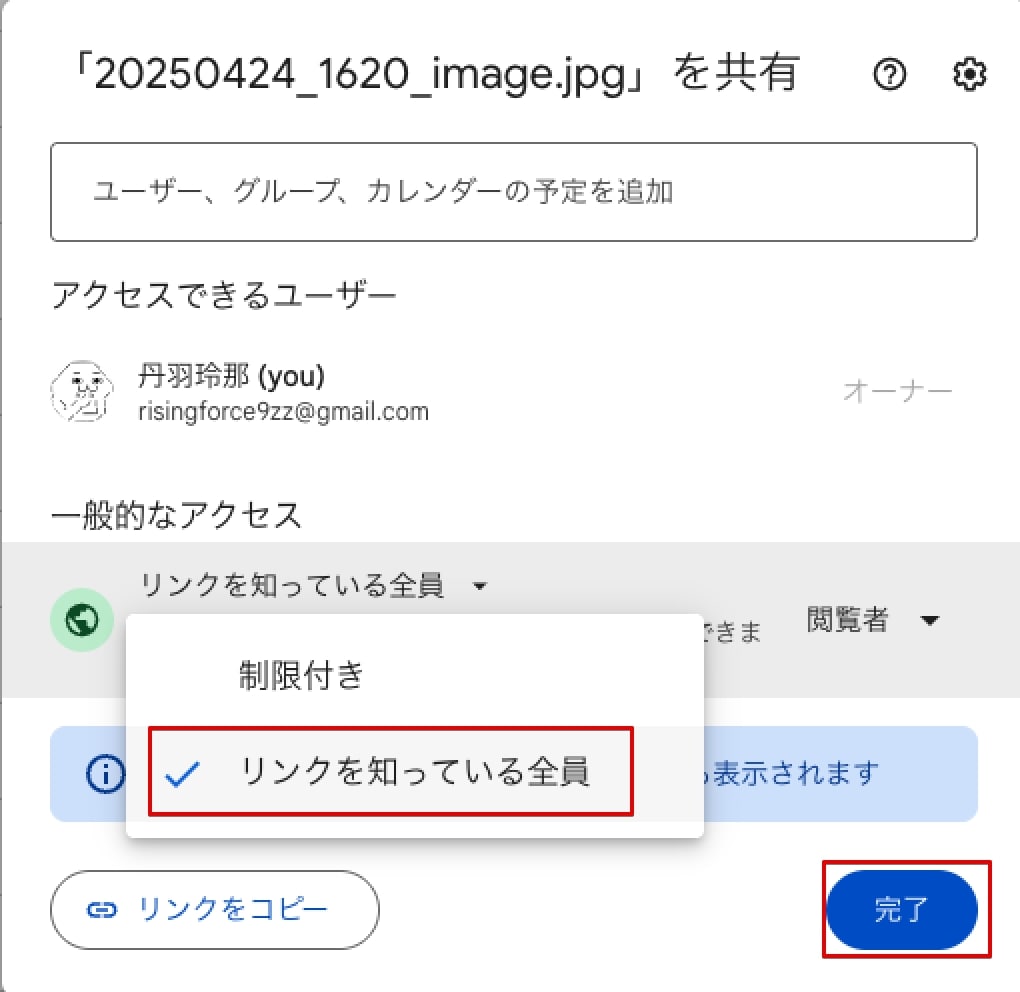 「20250424_1620_image.jpg」を共有
ユーザー、グループ、カレンダーの予定を追加
アクセスできるユーザー
丹羽玲那 (you)
risingforce9zz@gmail.com
オーナー
一般的なアクセス
リンクを知っている全員
できま
閲覧者
制限付き
リンクを知っている全員
表示されます
リンクをコピー
完了